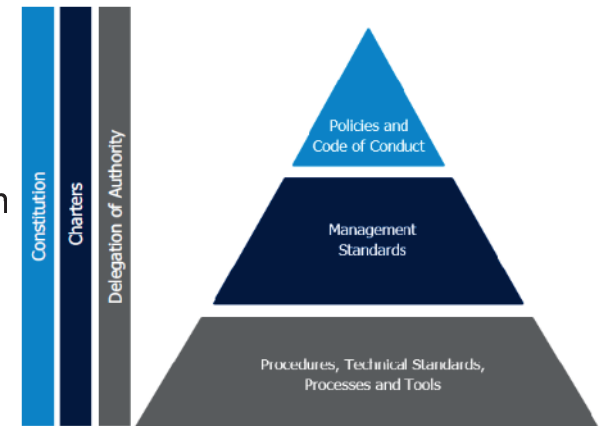 Constitution
Charters
Delegation of Authority
Policies and
Code of Conduct
Management
Standards
Procedures, Technical Standards,
Processes and Tools